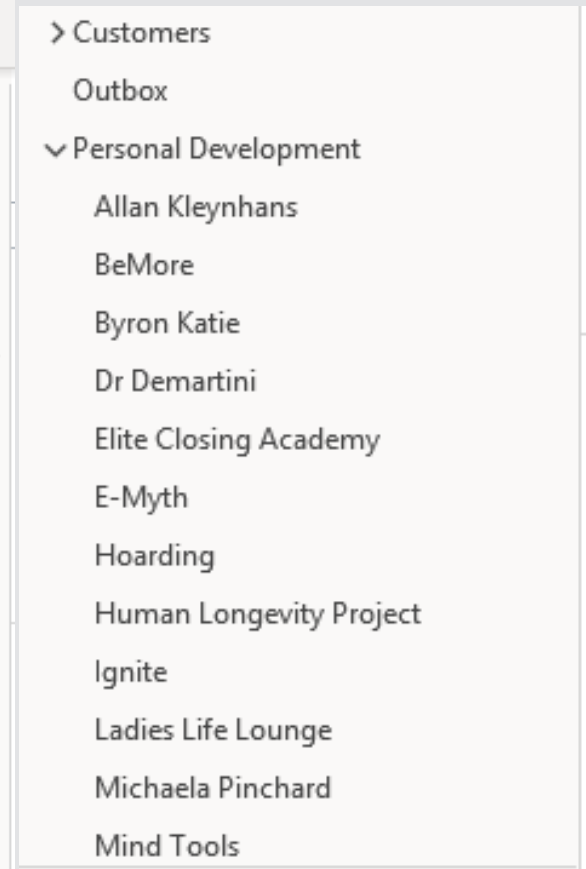 Customers
Outbox
Personal Development
Allan Kleynhans
BeMore
Byron Katie
Dr Demartini
Elite Closing Academy
E-Myth
Hoarding
Human Longevity Project
Ignite
Ladies Life Lounge
Michaela Pinchard
Mind Tools